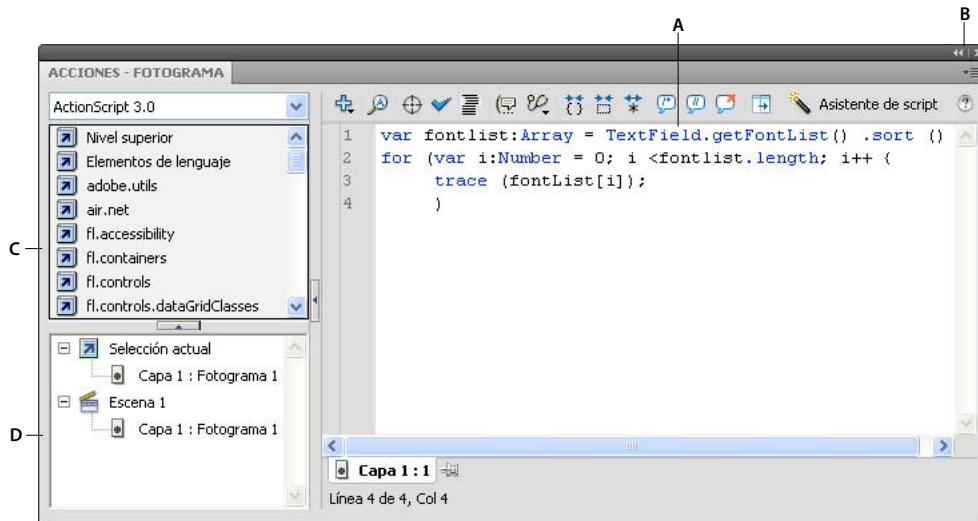 A
B
ACCIONES - FOTOGRAMA
ActionScript 3.0
Asistente de script
Nivel superior
Elementos de lenguaje
adobe.utils
air.net
fl.accessibility
fl.containers
fl.controls
fl.controls.dataGridClasses
1 var fontlist:Array = TextField.getFontList() .sort ()
2 for (var i:Number = 0; i <fontlist.length; i++ {
3 trace (fontList[i]);
4 )
C
Selección actual
Capa 1 : Fotograma 1
Escena 1
Capa 1 : Fotograma 1
D
Capa 1 : 1
Línea 4 de 4, Col 4